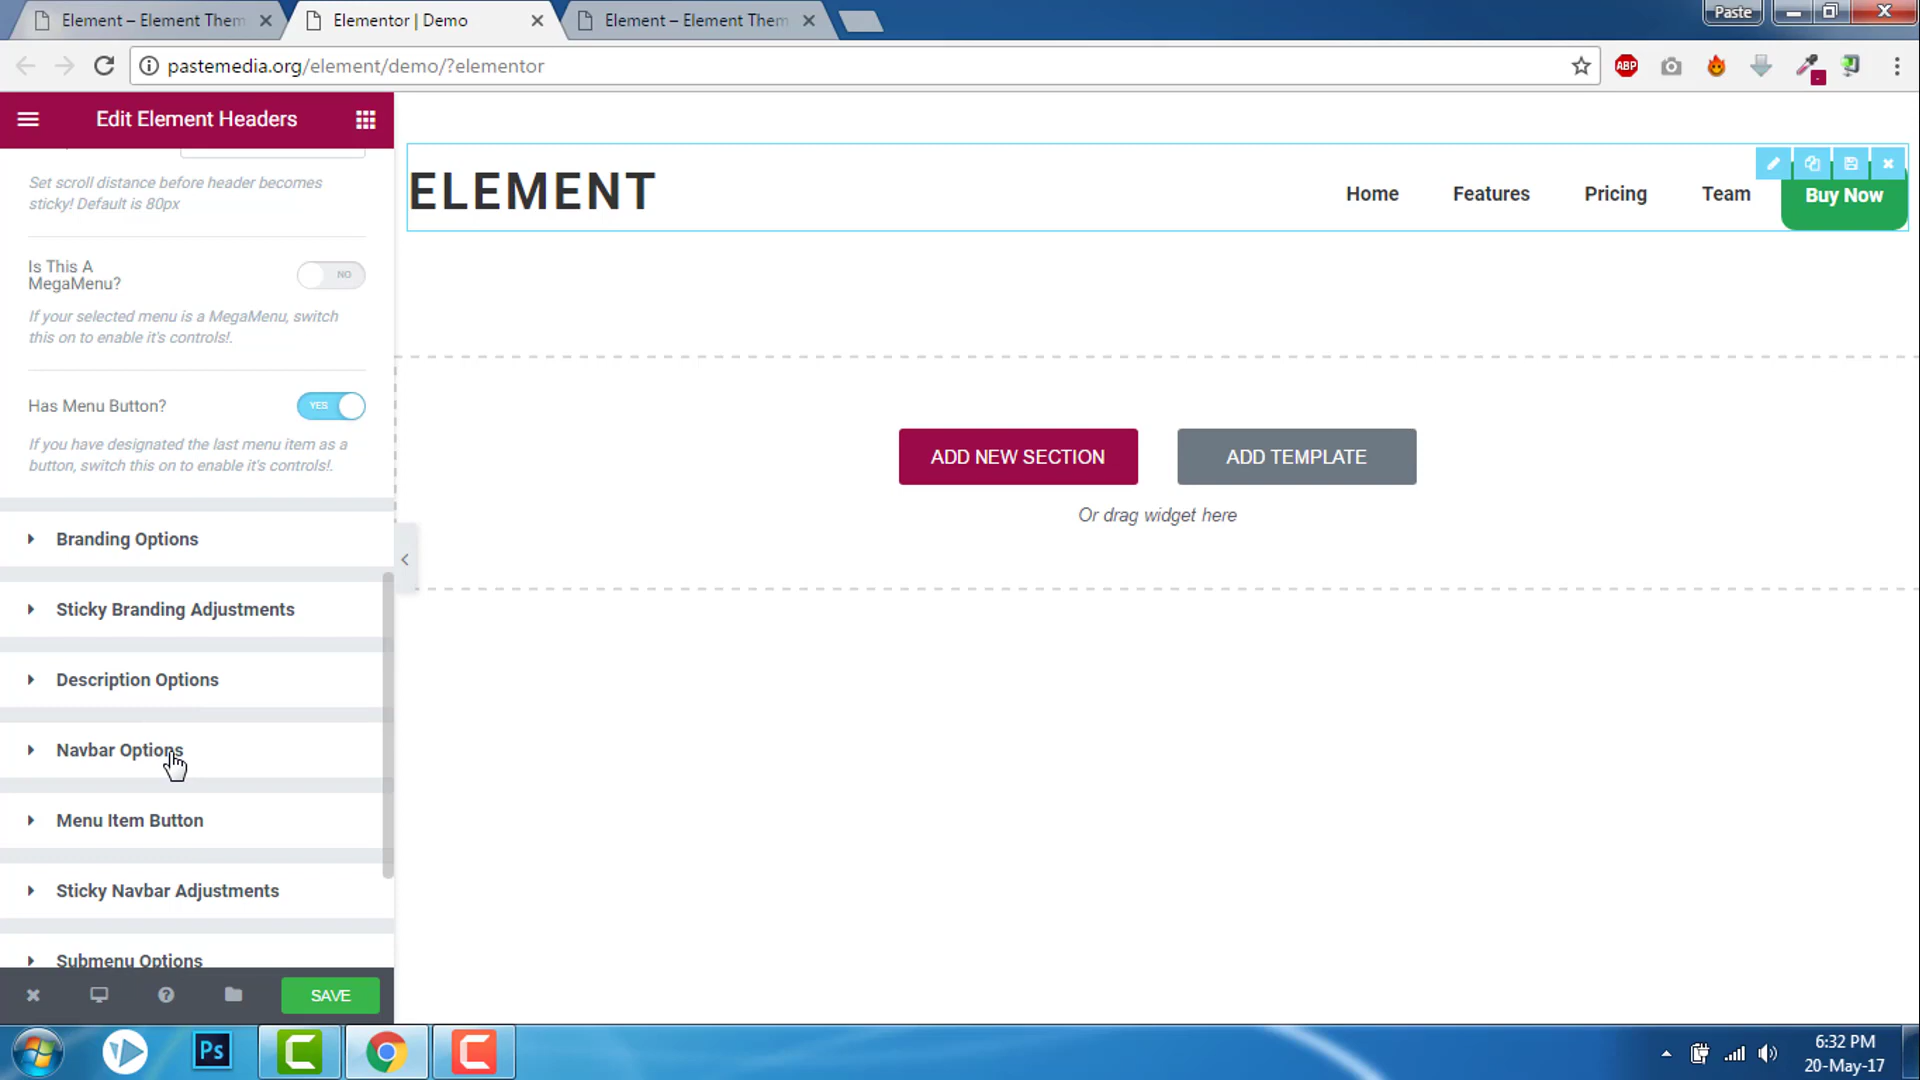 Element – Element Them
Elementor | Demo
Element – Element Them
Paste
pastemedia.org/element/demo/?elementor
ABP
Edit Element Headers
Set scroll distance before header becomes
sticky! Default is 80px
Is This A
MegaMenu?
NO
If your selected menu is a MegaMenu, switch
this on to enable it's controls!.
Has Menu Button?
YES
If you have designated the last menu item as a
button, switch this on to enable it's controls!.
Branding Options
Sticky Branding Adjustments
Description Options
Navbar Options
Menu Item Button
Sticky Navbar Adjustments
Submenu Options
SAVE
ELEMENT
Home
Features
Pricing
Team
Buy Now
ADD NEW SECTION
ADD TEMPLATE
Or drag widget here
Ps
6:32 PM
20-May-17